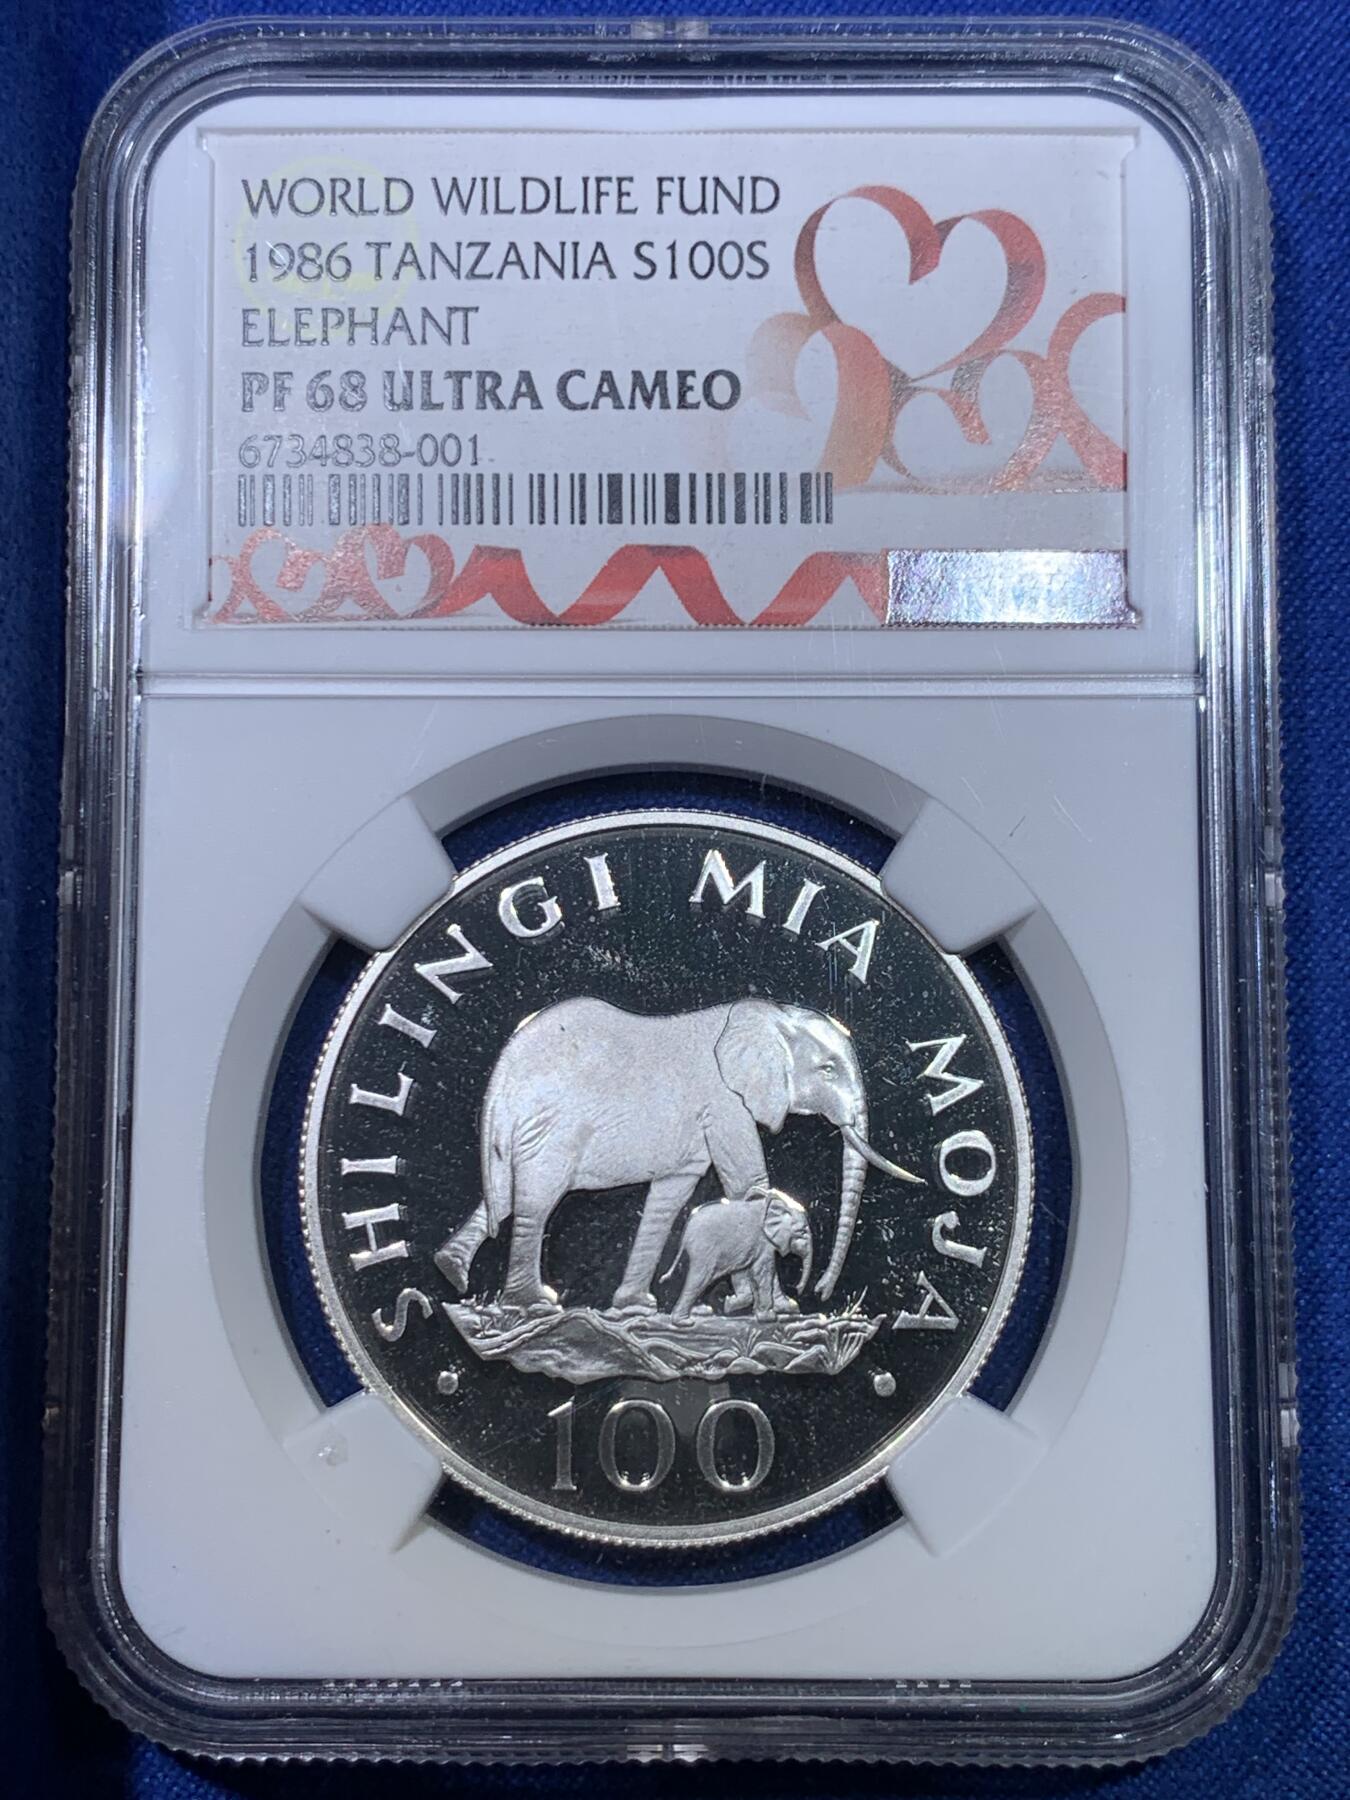 WORLD WILDLIFE FUND
1986 TANZANIA S100S
ELEPHANT
PF 68 ULTRA CAMEO
6734838-001
SHILINGI MIA MOJA
100